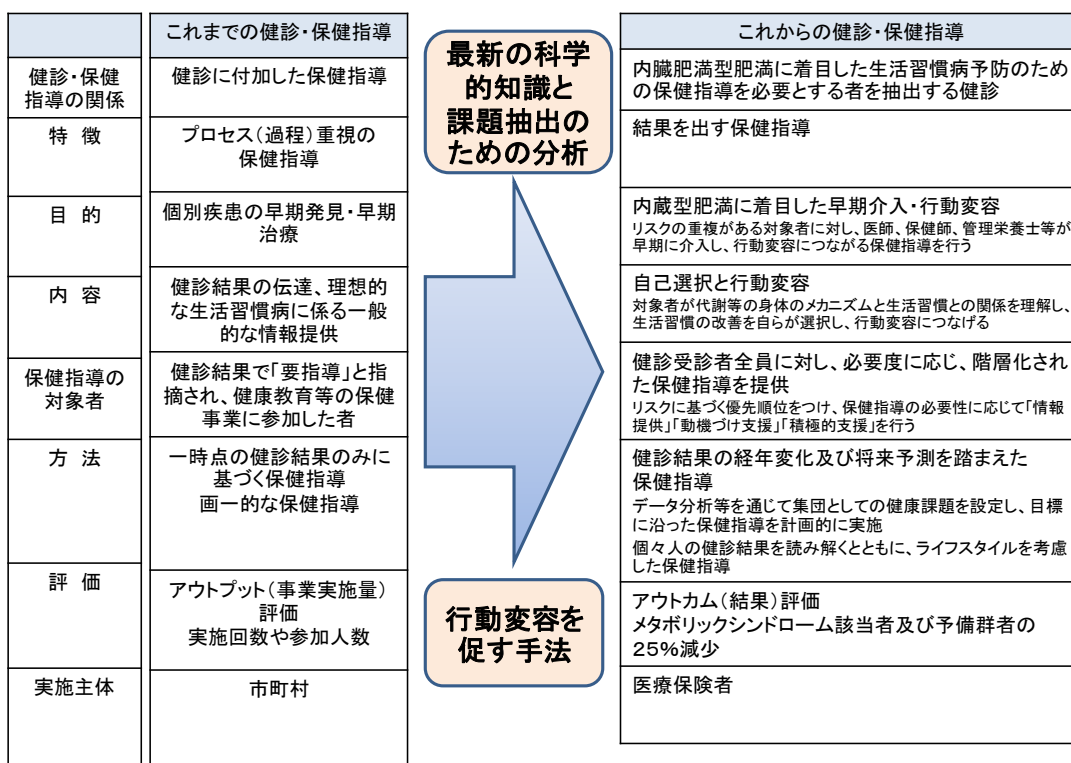 これまでの健診・保健指導
これからの健診・保健指導
健診・保健
指導の関係
健診に付加した保健指導
内臓肥満型肥満に着目した生活習慣病予防のため
の保健指導を必要とする者を抽出する健診
特 徴
プロセス(過程)重視の
保健指導
結果を出す保健指導
目 的
個別疾患の早期発見・早期
治療
内蔵型肥満に着目した早期介入・行動変容
リスクの重複がある対象者に対し、医師、保健師、管理栄養士等が
早期に介入し、行動変容につながる保健指導を行う
内 容
健診結果の伝達、理想的
な生活習慣病に係る一般
的な情報提供
自己選択と行動変容
対象者が代謝等の身体のメカニズムと生活習慣との関係を理解し、
生活習慣の改善を自らが選択し、行動変容につなげる
保健指導の
対象者
健診結果で「要指導」と指
摘され、健康教育等の保健
事業に参加した者
健診受診者全員に対し、必要度に応じ、階層化され
た保健指導を提供
リスクに基づく優先順位をつけ、保健指導の必要性に応じて「情報
提供」「動機づけ支援」「積極的支援」を行う
方 法
一時点の健診結果のみに
基づく保健指導
画一的な保健指導
健診結果の経年変化及び将来予測を踏まえた
保健指導
データ分析等を通じて集団としての健康課題を設定し、目標
に沿った保健指導を計画的に実施
個々人の健診結果を読み解くとともに、ライフスタイルを考慮
した保健指導
評 価
アウトプット(事業実施量)
評価
実施回数や参加人数
アウトカム(結果)評価
メタボリックシンドローム該当者及び予備群者の
25%減少
実施主体
市町村
医療保険者
最新の科学
的知識と
課題抽出の
ための分析
行動変容を
促す手法